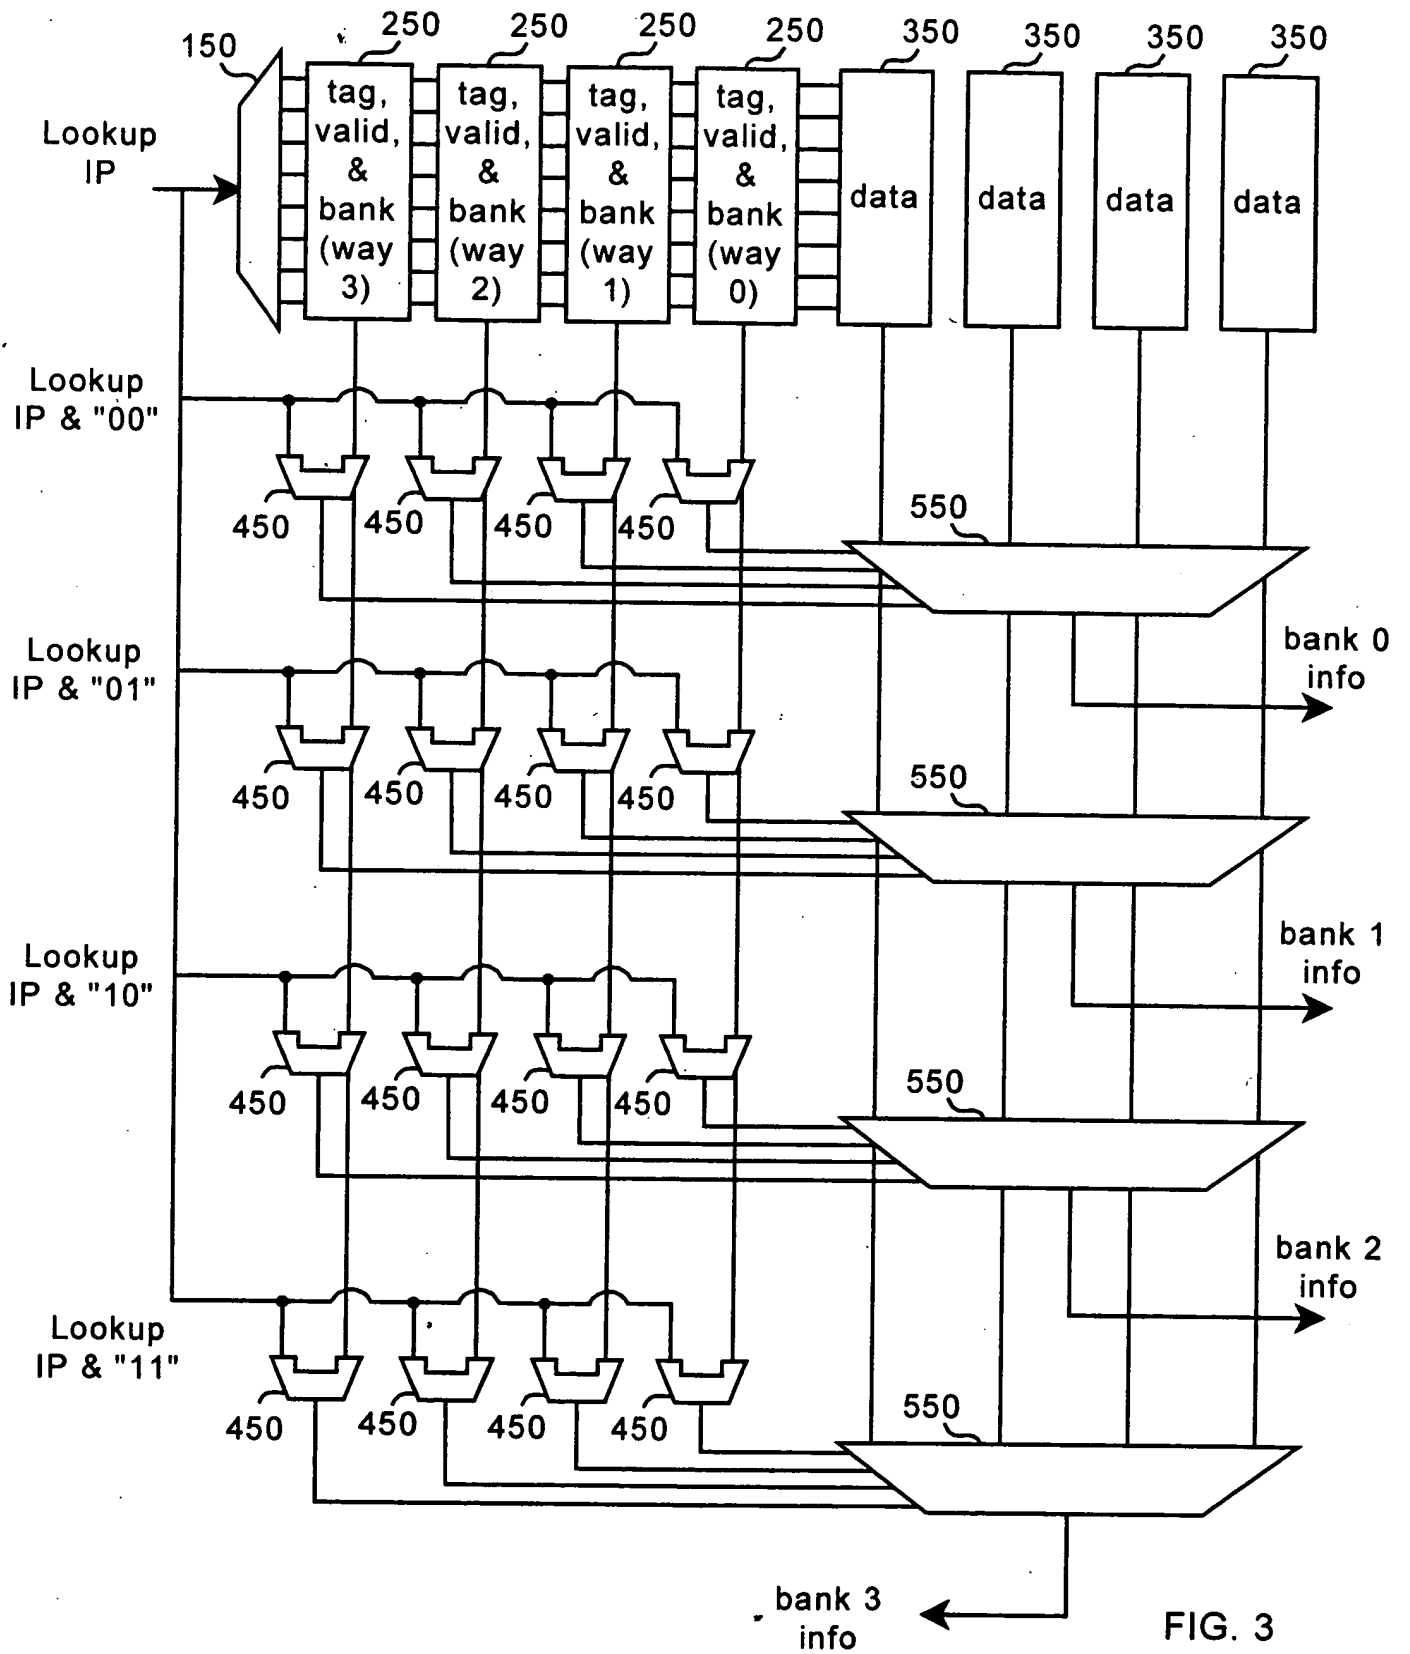 150
250
250
250
250
350
350
350
350
Lookup
IP
tag,
valid,
&
bank
(way
3)
tag,
valid,
&
bank
(way
2)
tag,
valid,
&
bank
(way
1)
tag,
valid,
&
bank
(way
0)
data
data
data
data
Lookup
IP & "00"
450
450
450
450
550
bank 0
info
Lookup
IP & "01"
450
450
450
450
550
bank 1
info
Lookup
IP & "10"
450
450
450
450
550
bank 2
info
Lookup
IP & "11"
450
450
450
450
550
bank 3
info
FIG. 3